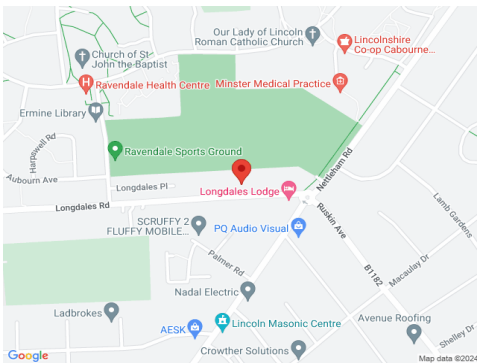 Our Lady of Lincoln
Roman Catholic Church
Lincolnshire
Co-op Cabourne...
Church of St
John the Baptist
Ravendale Health Centre
Minster Medical Practice
Ermine Library
Harpswell Rd
Ravendale Sports Ground
Nettleham Rd
Aubourn Ave
Longdales Pl
Longdales Lodge
Longdales Rd
Lamb Gardens
SCRUFFY 2
FLUFFY MOBILE...
PQ Audio Visual
Ruskin Ave
Palmer Rd
B1182
Macaulay Dr
Nadal Electric
Ladbrokes
AESK
Lincoln Masonic Centre
Avenue Roofing
Shelley Dr
Crowther Solutions
Google
Map data ©2024